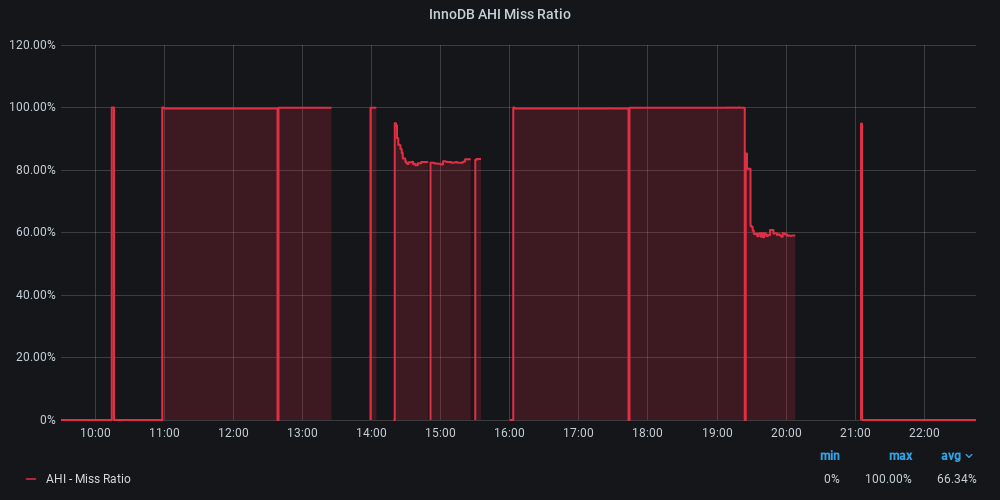 InnoDB AHI Miss Ratio
120.00%
100.00%
80.00%
60.00%
40.00%
20.00%
0%
10:00 11:00 12:00 13:00 14:00 15:00 16:00 17:00 18:00 19:00 20:00 21:00 22:00
min max avg
AHI - Miss Ratio 0% 100.00% 66.34%